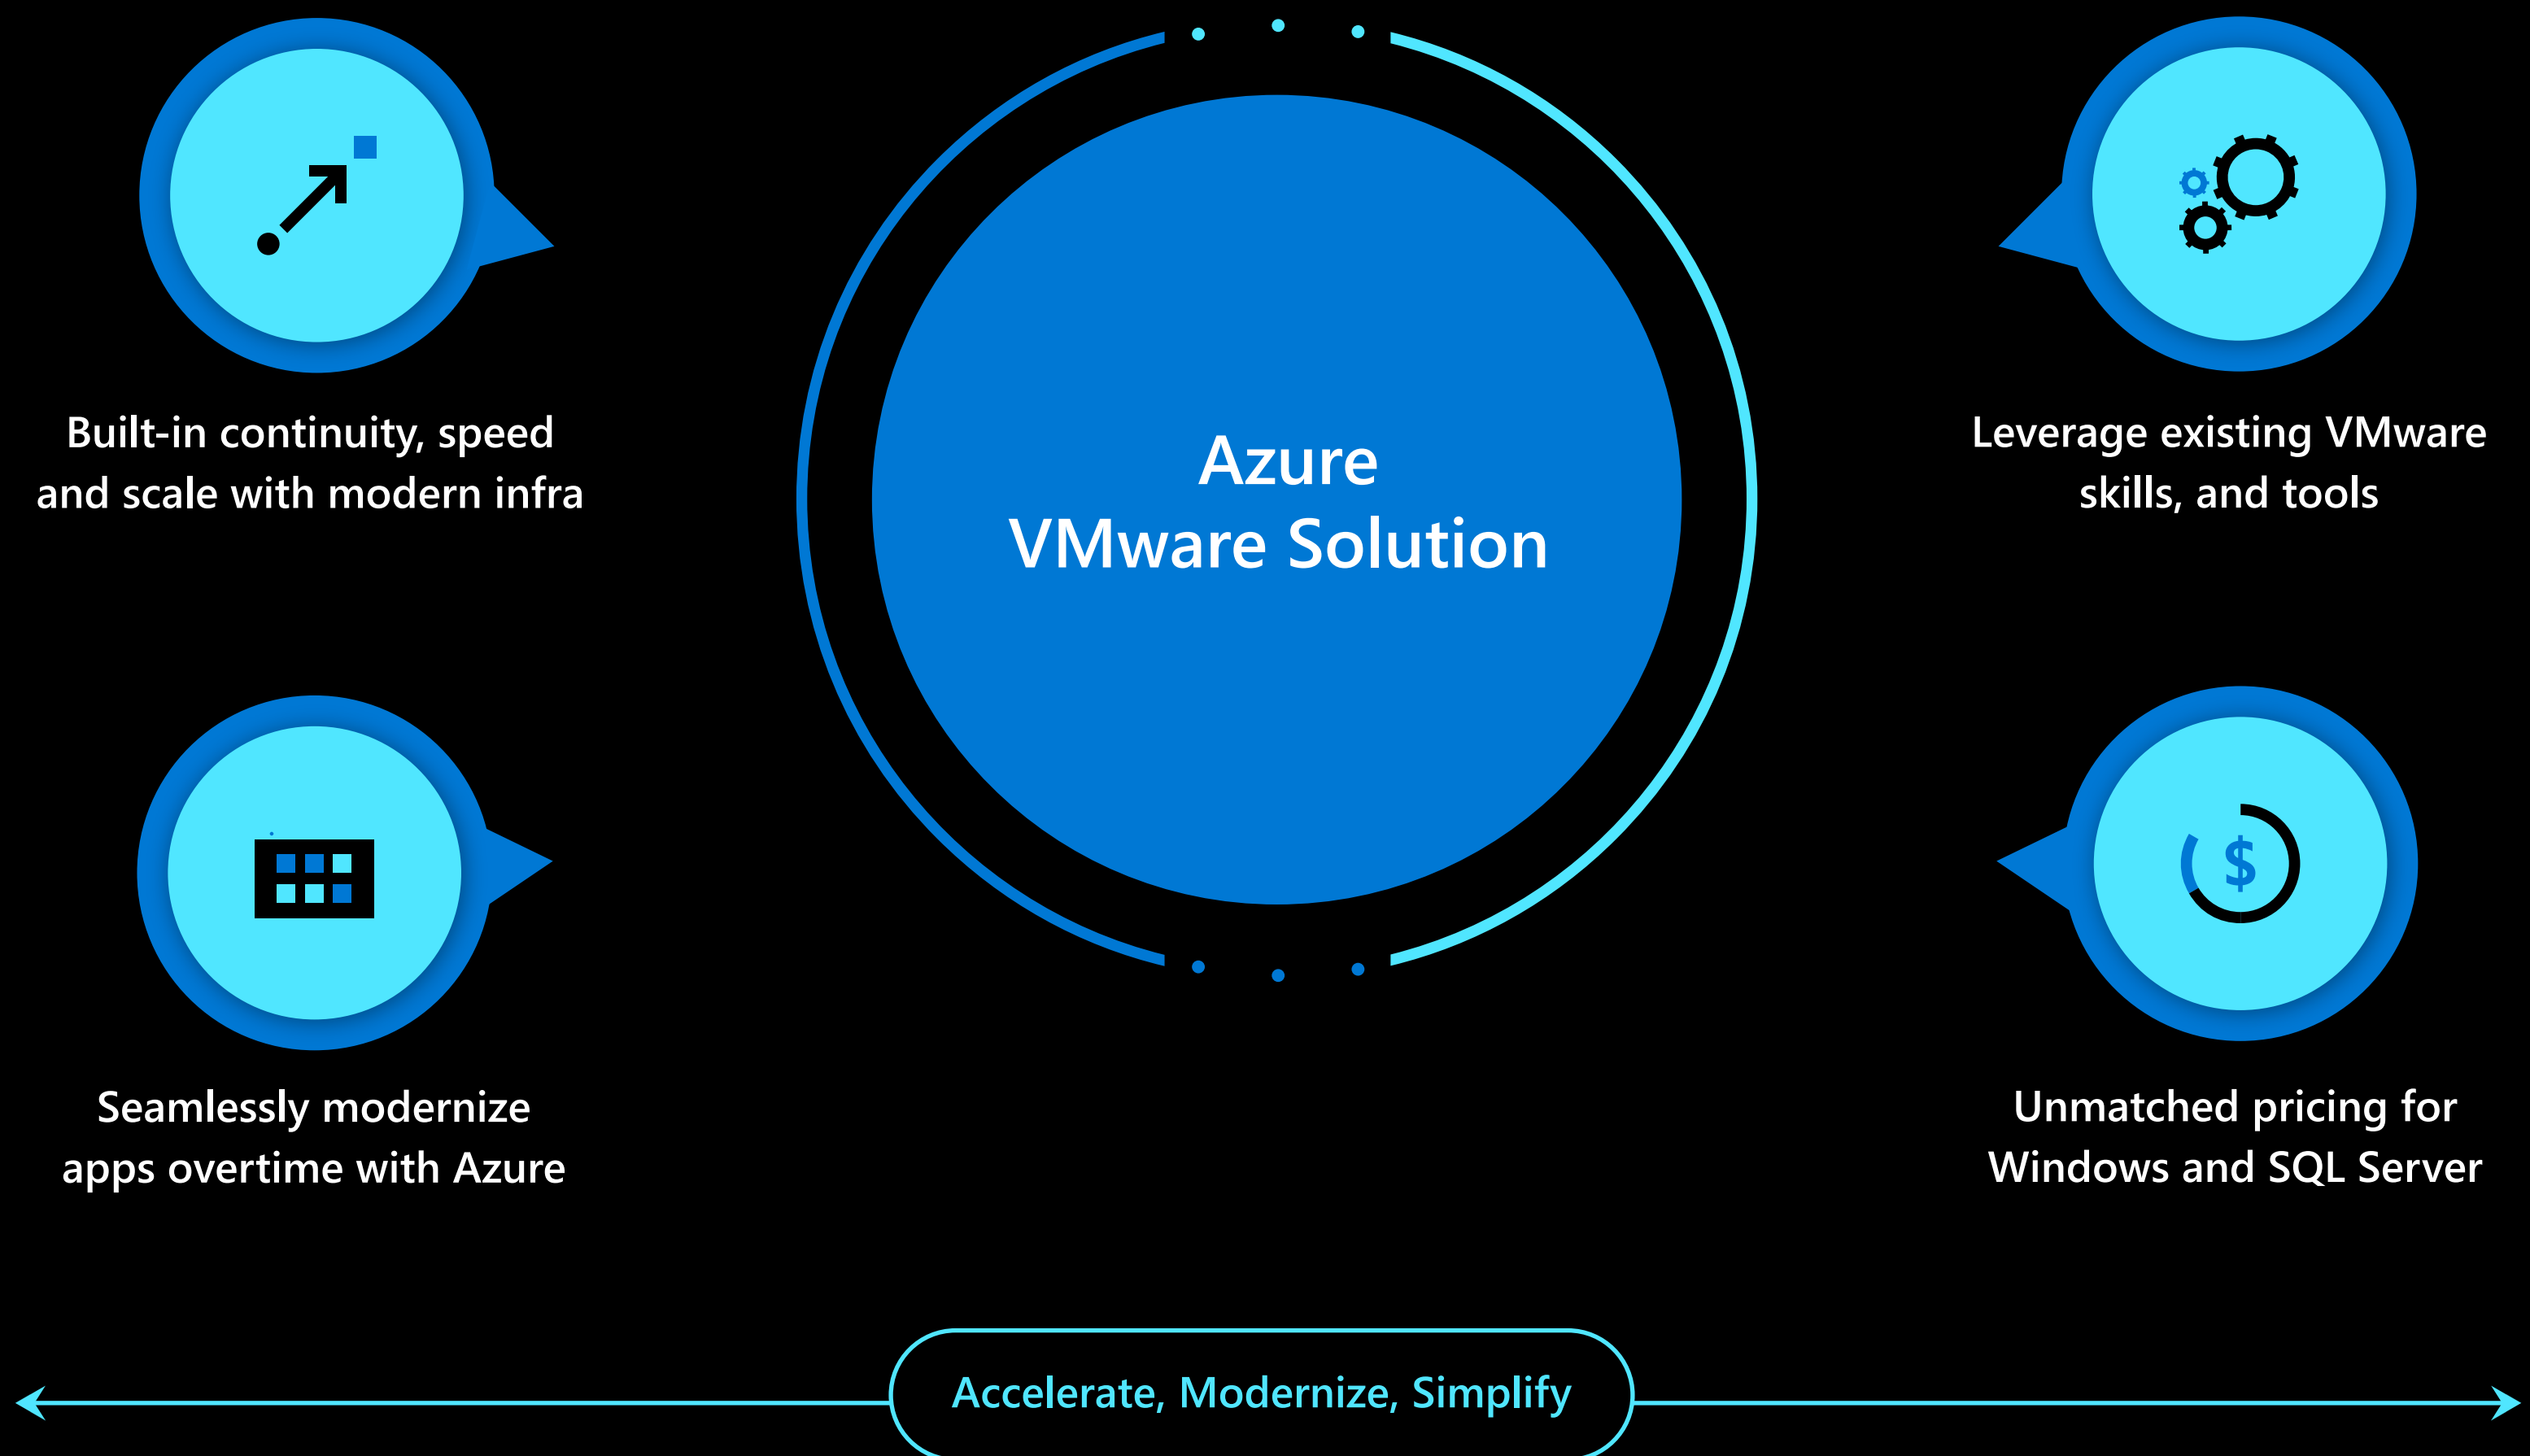 Built-in continuity, speed
and scale with modern infra
Azure
VMware Solution
Leverage existing VMware
skills, and tools
Seamlessly modernize
apps overtime with Azure
$
Unmatched pricing for
Windows and SQL Server
Accelerate, Modernize, Simplify